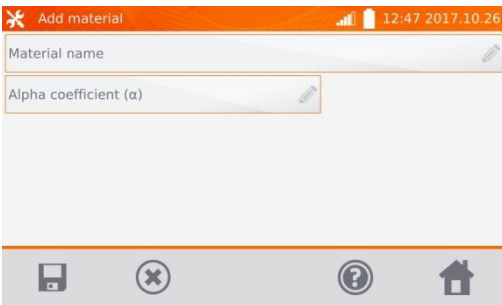 Add material 12:47 2017.10.26
Material name
Alpha coefficient (α)